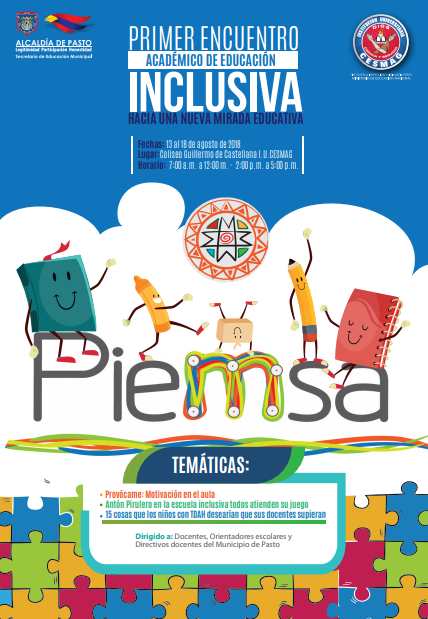 ALCALDÍA DE PASTO
Legitimidad Participación Honestidad
Secretaría de Educación Municipal
PRIMER ENCUENTRO
ACADÉMICO DE EDUCACIÓN
INCLUSIVA
HACIA UNA NUEVA MIRADA EDUCATIVA
INSTITUCIÓN UNIVERSITARIA
CESMAG
Fechas: 13 al 18 de agosto de 2018
Lugar: Coliseo Guillermo de Castellana I.U. CESMAG
Horario: 7:00 a.m. a 12:00 m. - 2:00 p.m. a 5:00 p.m.
Piemsa
TEMÁTICAS:
• Provócame: Motivación en el aula
• Antón Pirulero en la escuela inclusiva todos atienden su juego
• 15 cosas que los niños con TDAH desearían que sus docentes supieran
Dirigido a: Docentes, Orientadores escolares y
Directivos docentes del Municipio de Pasto